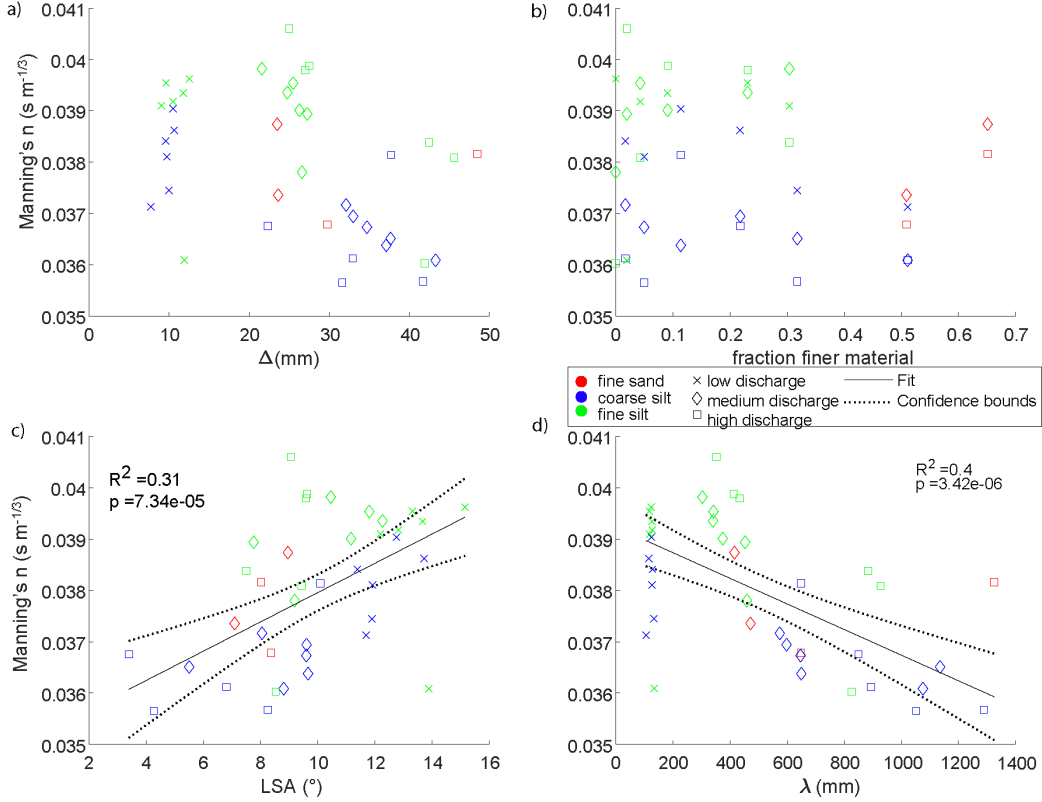 a)
Manning's n (s m-1/3)
0.041
0.04
0.039
0.038
0.037
0.036
0.035
0 10 20 30 40 50
Δ(mm)
b)
0.041
0.04
0.039
0.038
0.037
0.036
0.035
0 0.1 0.2 0.3 0.4 0.5 0.6 0.7
fraction finer material
fine sand
coarse silt
fine silt
low discharge
medium discharge
high discharge
Fit
Confidence bounds
c)
Manning's n (s m-1/3)
0.041
0.04
0.039
0.038
0.037
0.036
0.035
R2 =0.31
p =7.34e-05
2 4 6 8 10 12 14 16
LSA (°)
d)
0.041
0.04
0.039
0.038
0.037
0.036
0.035
R2 =0.4
p =3.42e-06
0 200 400 600 800 1000 1200 1400
λ (mm)